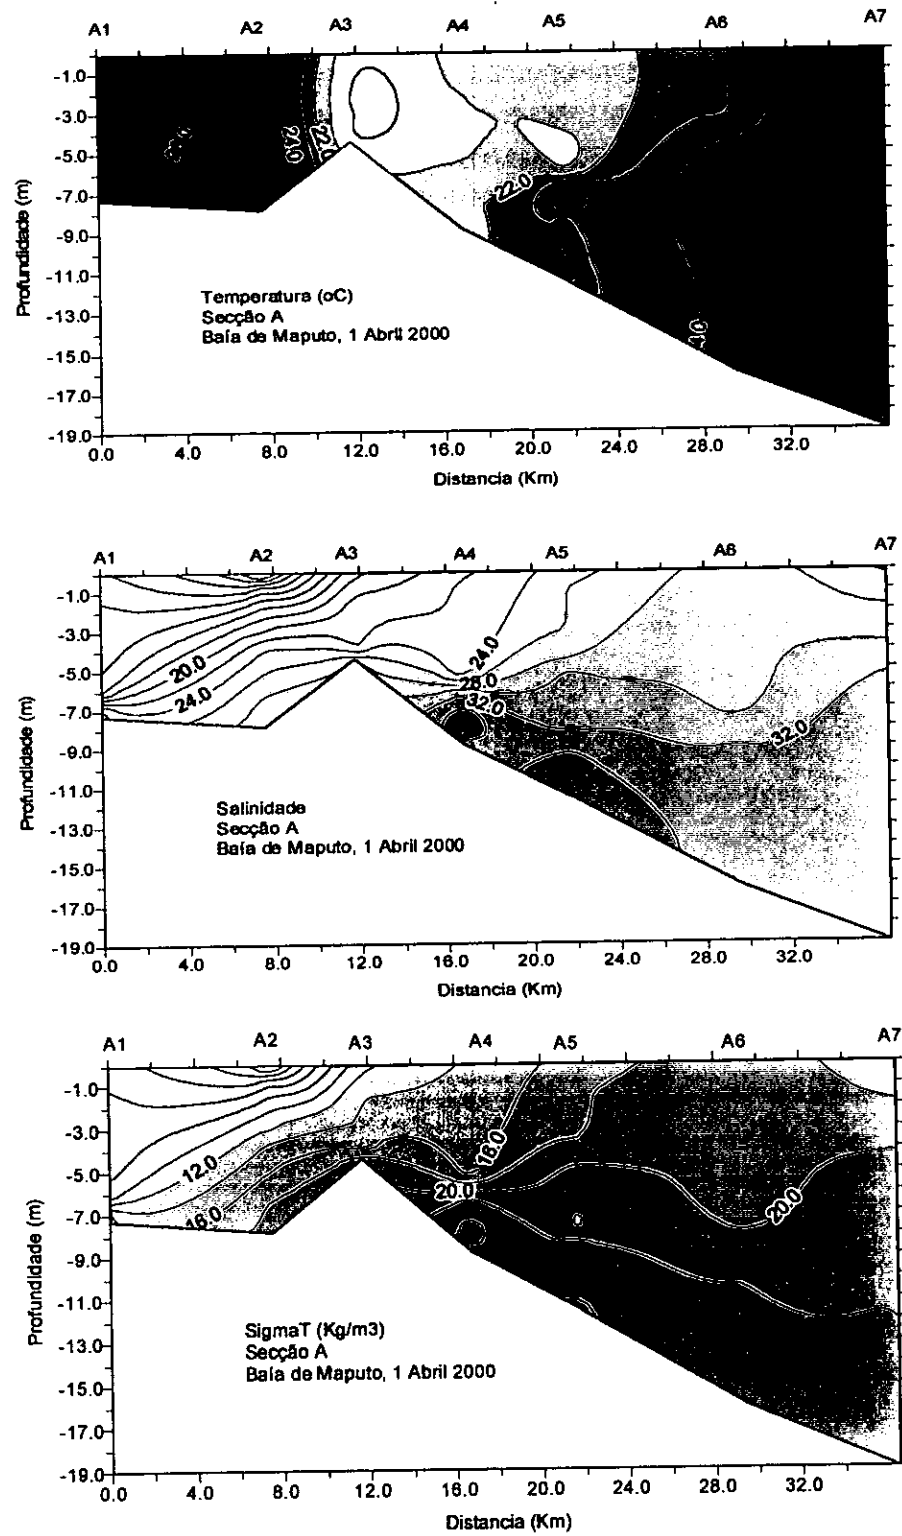 A1 A2 A3 A4 A5 A6 A7
-1.0
-3.0
-5.0
-7.0
-9.0
-11.0
-13.0
-15.0
-17.0
-19.0
Profundidade (m)
24.0 22.0
22.0
Temperatura (oC)
Secção A
Baía de Maputo, 1 Abril 2000
0.0 4.0 8.0 12.0 16.0 20.0 24.0 28.0 32.0
Distancia (Km)
A1 A2 A3 A4 A5 A6 A7
-1.0
-3.0
-5.0
-7.0
-9.0
-11.0
-13.0
-15.0
-17.0
-19.0
Profundidade (m)
20.0
24.0
24.0
28.0
32.0
32.0
Salinidade
Secção A
Baía de Maputo, 1 Abril 2000
0.0 4.0 8.0 12.0 16.0 20.0 24.0 28.0 32.0
Distancia (Km)
A1 A2 A3 A4 A5 A6 A7
-1.0
-3.0
-5.0
-7.0
-9.0
-11.0
-13.0
-15.0
-17.0
-19.0
Profundidade (m)
12.0
16.0
18.0
20.0
20.0
SigmaT (Kg/m3)
Secção A
Baía de Maputo, 1 Abril 2000
0.0 4.0 8.0 12.0 16.0 20.0 24.0 28.0 32.0
Distancia (Km)